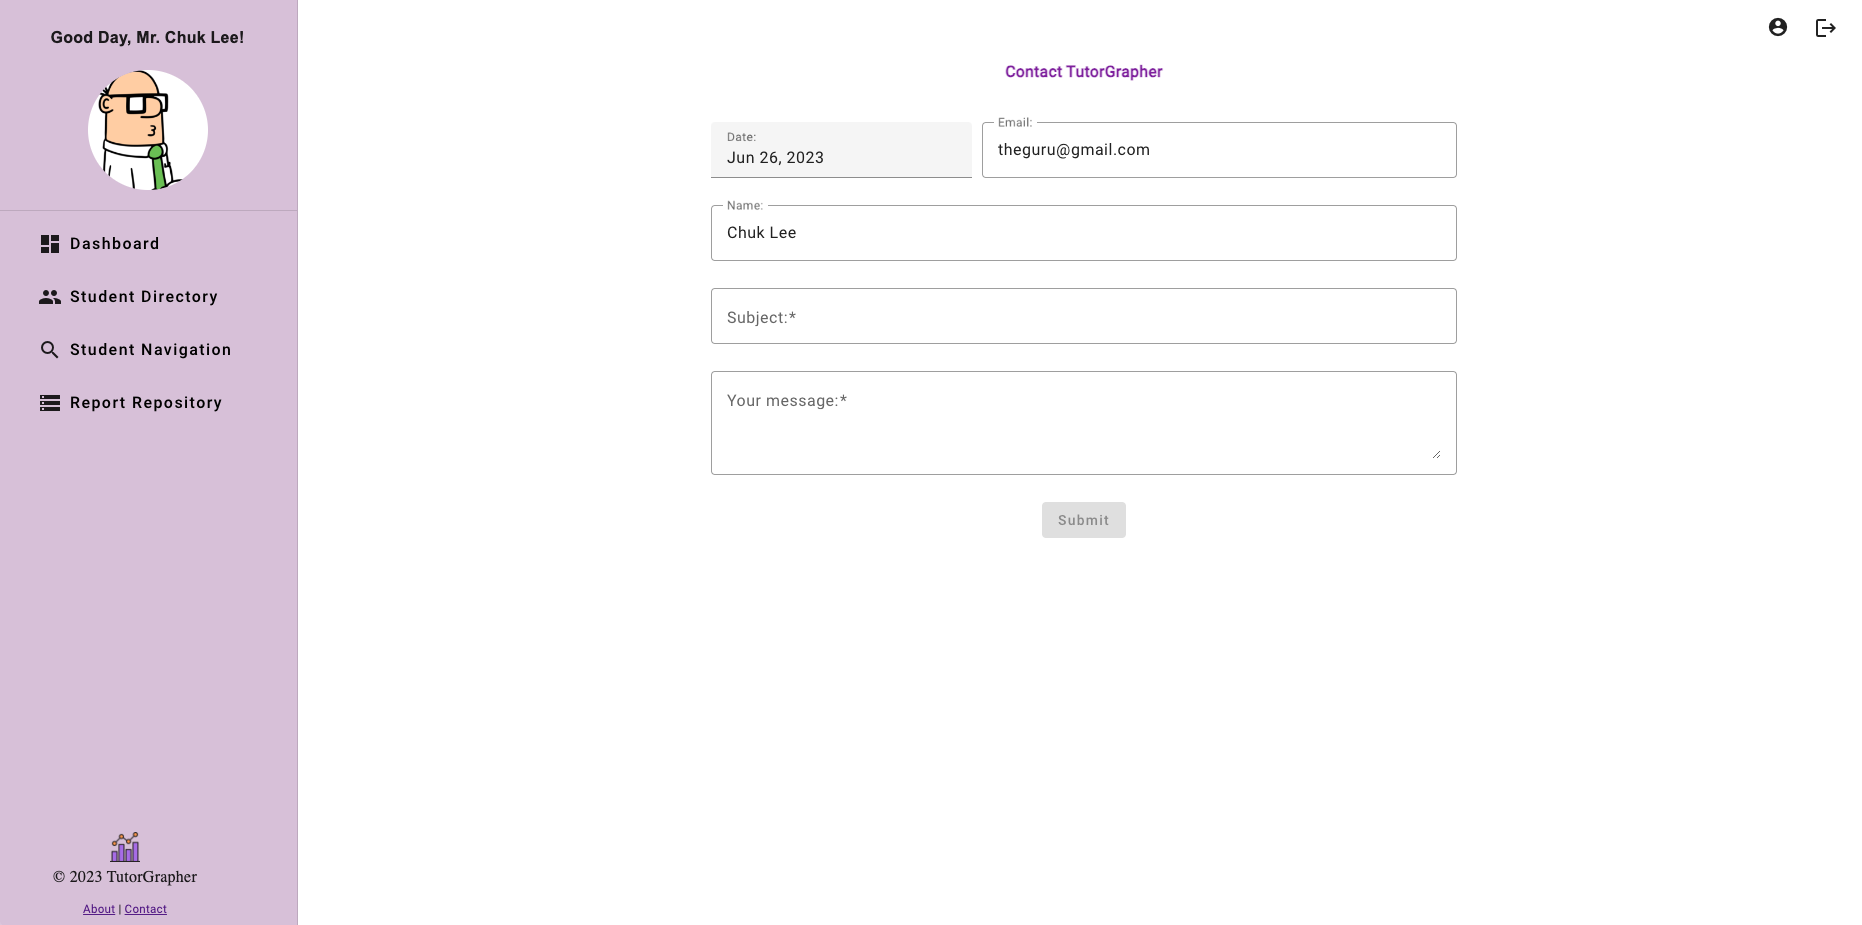 Good Day, Mr. Chuk Lee!
Dashboard
Student Directory
Student Navigation
Report Repository
© 2023 TutorGrapher
About | Contact
Contact TutorGrapher
Date:
Jun 26, 2023
Email:
theguru@gmail.com
Name:
Chuk Lee
Subject:*
Your message:*
Submit